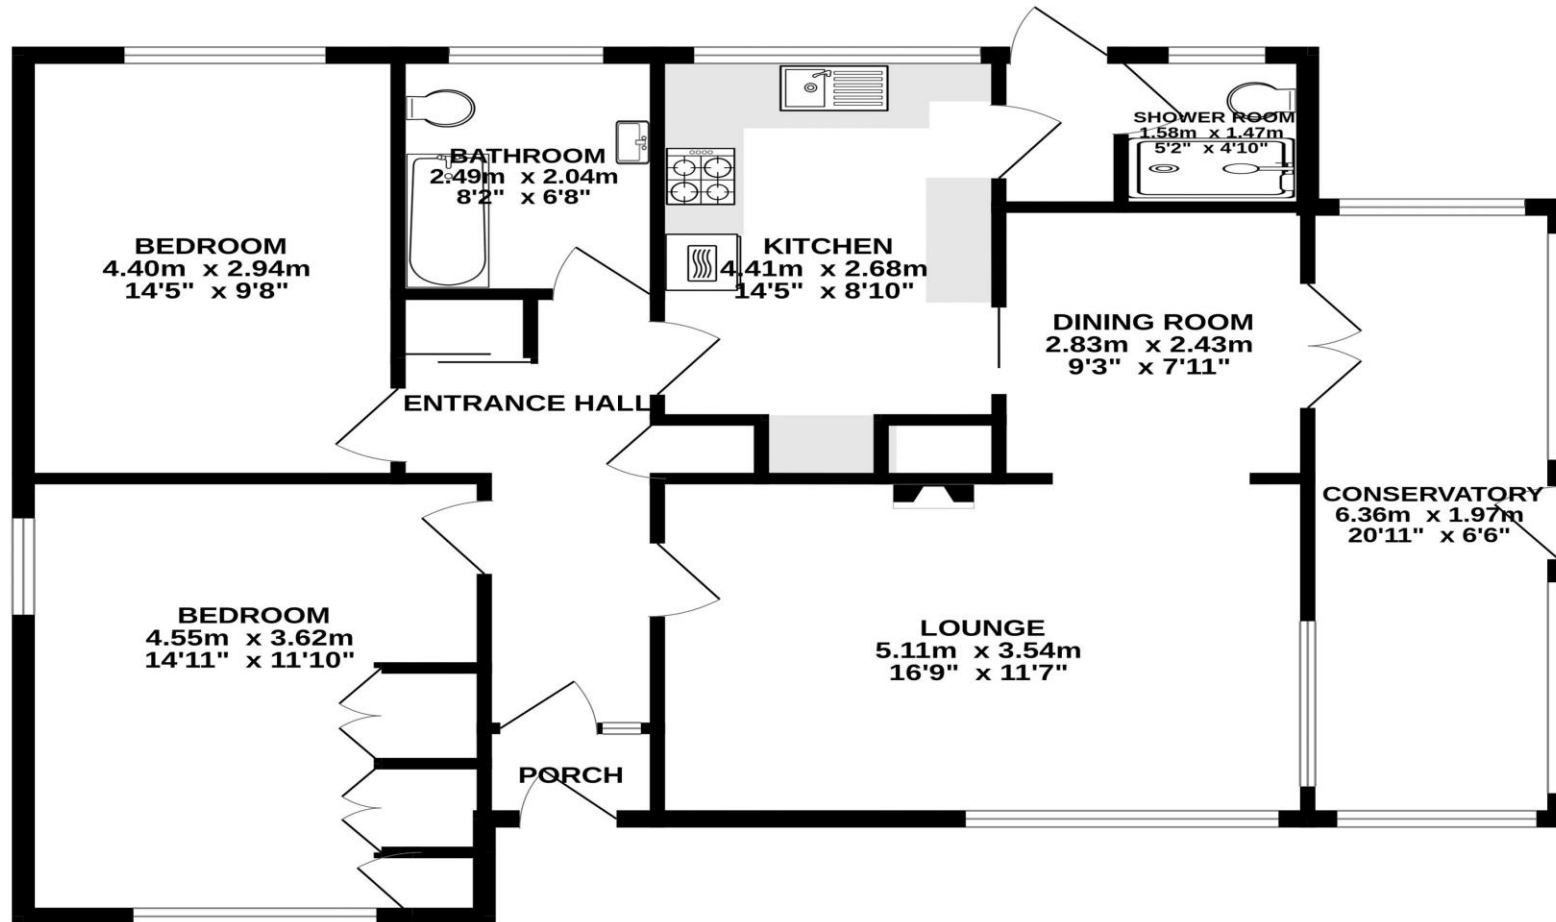 BEDROOM
4.40m x 2.94m
14'5" x 9'8"
BATHROOM
2.49m x 2.04m
8'2" x 6'8"
KITCHEN
4.41m x 2.68m
14'5" x 8'10"
SHOWER ROOM
1.58m x 1.47m
5'2" x 4'10"
DINING ROOM
2.83m x 2.43m
9'3" x 7'11"
ENTRANCE HALL
CONSERVATORY
6.36m x 1.97m
20'11" x 6'6"
BEDROOM
4.55m x 3.62m
14'11" x 11'10"
LOUNGE
5.11m x 3.54m
16'9" x 11'7"
PORCH